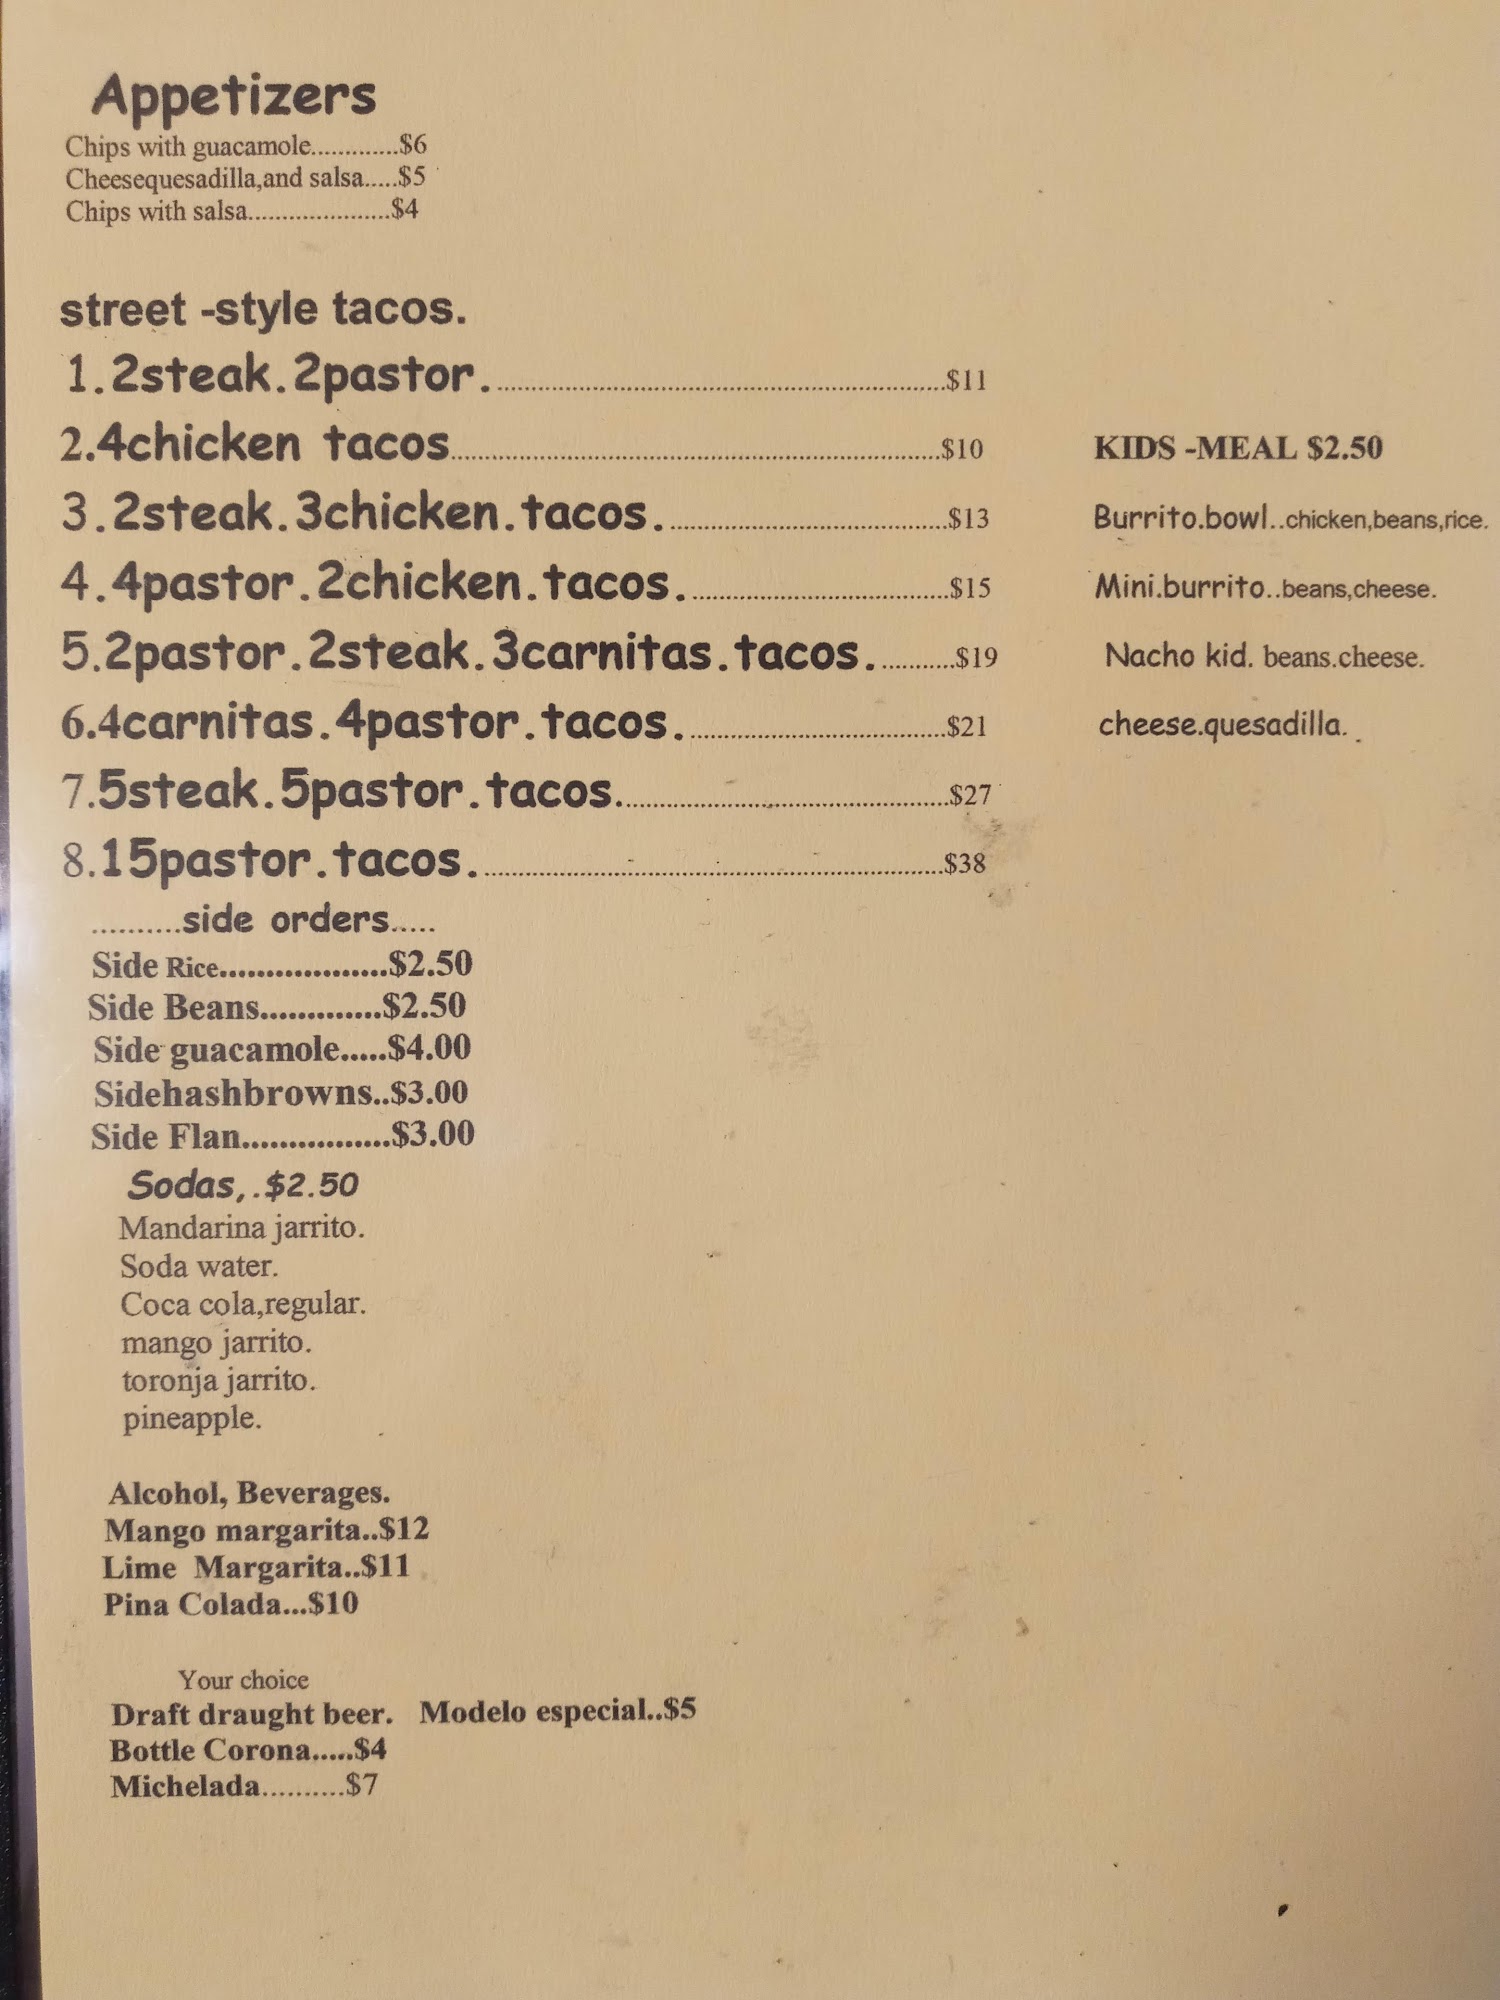 Appetizers
Chips with guacamole.............$6
Cheesequesadilla,and salsa.....$5
Chips with salsa.....................$4
street -style tacos.
1.2steak.2pastor...................................................................$11
2.4chicken tacos.........................................................................$10
3.2steak.3chicken.tacos..........................................$13
4.4pastor.2chicken.tacos.......................................$15
5.2pastor.2steak.3carnitas.tacos............$19
6.4carnitas.4pastor.tacos.......................................$21
7.5steak.5pastor.tacos.................................................$27
8.15pastor.tacos.....................................................................$38
KIDS -MEAL $2.50
Burrito.bowl..chicken,beans,rice.
Mini.burrito..beans,cheese.
Nacho kid. beans.cheese.
cheese.quesadilla.
..........side orders.....
Side Rice...................$2.50
Side Beans..............$2.50
Side guacamole.....$4.00
Sidehashbrowns..$3.00
Side Flan.................$3.00
Sodas,.$2.50
Mandarina jarrito.
Soda water.
Coca cola,regular.
mango jarrito.
toronja jarrito.
pineapple.
Alcohol, Beverages.
Mango margarita..$12
Lime Margarita..$11
Pina Colada...$10
Your choice
Draft draught beer. Modelo especial..$5
Bottle Corona.....$4
Michelada..........$7